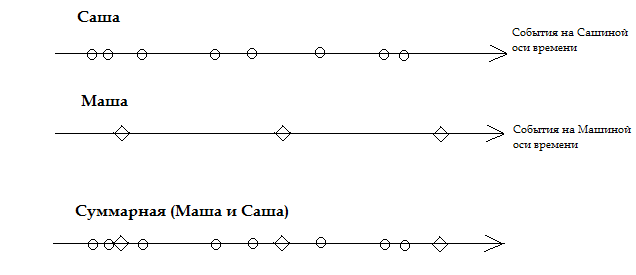 Саша
События на Сашиной
оси времени
Маша
События на Машиной
оси времени
Суммарная (Маша и Саша)